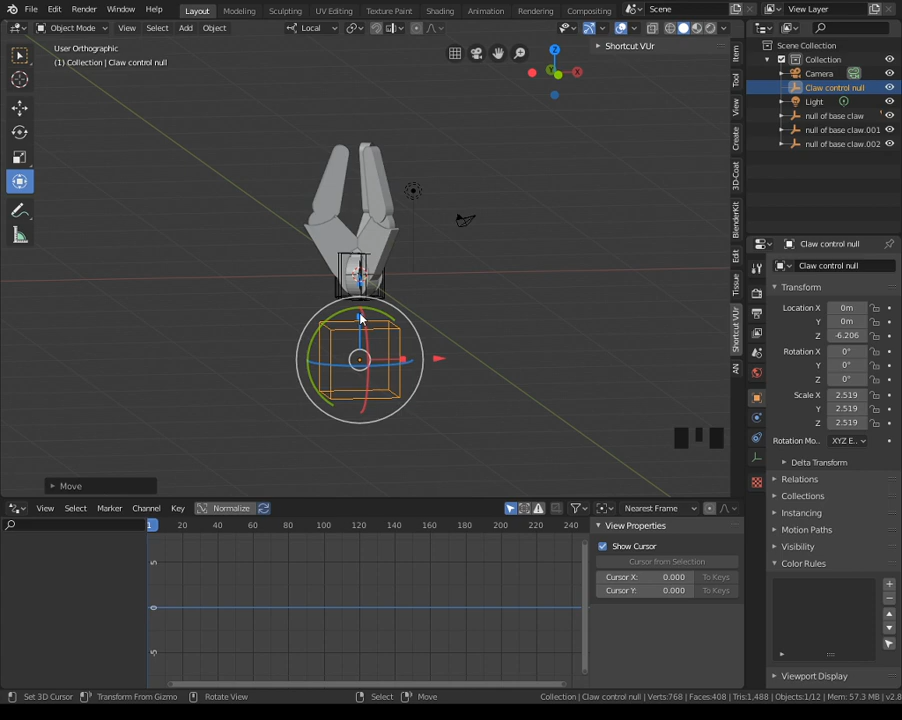 File Edit Render Window Help Layout Modeling Sculpting UV Editing Texture Paint Shading Animation Rendering Scene View Layer
Object Mode View Select Add Object Local
User Orthographic
(1) Collection | Claw control null
Shortcut VUr
Item
Tool
View
Create
3D-Coat
BlenderKit
Edit
Tissue
Shortcut VUr
AN
Z
Y
X
Move
Scene Collection
Collection
Camera
Claw control null
Light
null of base claw
null of base claw.001
null of base claw.002
Claw control null
Claw control null
Transform
Location X 0m
Y 0m
Z -6.206
Rotation X 0°
Y 0°
Z 0°
Scale X 2.519
Y 2.519
Z 2.519
Rotation Mo.. XYZ E..
Delta Transform
Relations
Collections
Instancing
Motion Paths
Visibility
Color Rules
Viewport Display
View Select Marker Channel Key Normalize Nearest Frame
1 20 40 60 80 100 120 140 160 180 200 220 240
5
0
-5
View Properties
Show Cursor
Cursor from Selection
Cursor X: 0.000 To Keys
Cursor Y: 0.000 To Keys
Set 3D Cursor Transform From Gizmo Rotate View Select Move Collection | Claw control null | Verts:768 | Faces:408 | Tris:1,488 | Objects:1/12 | Mem: 57.3 MB | v2.8